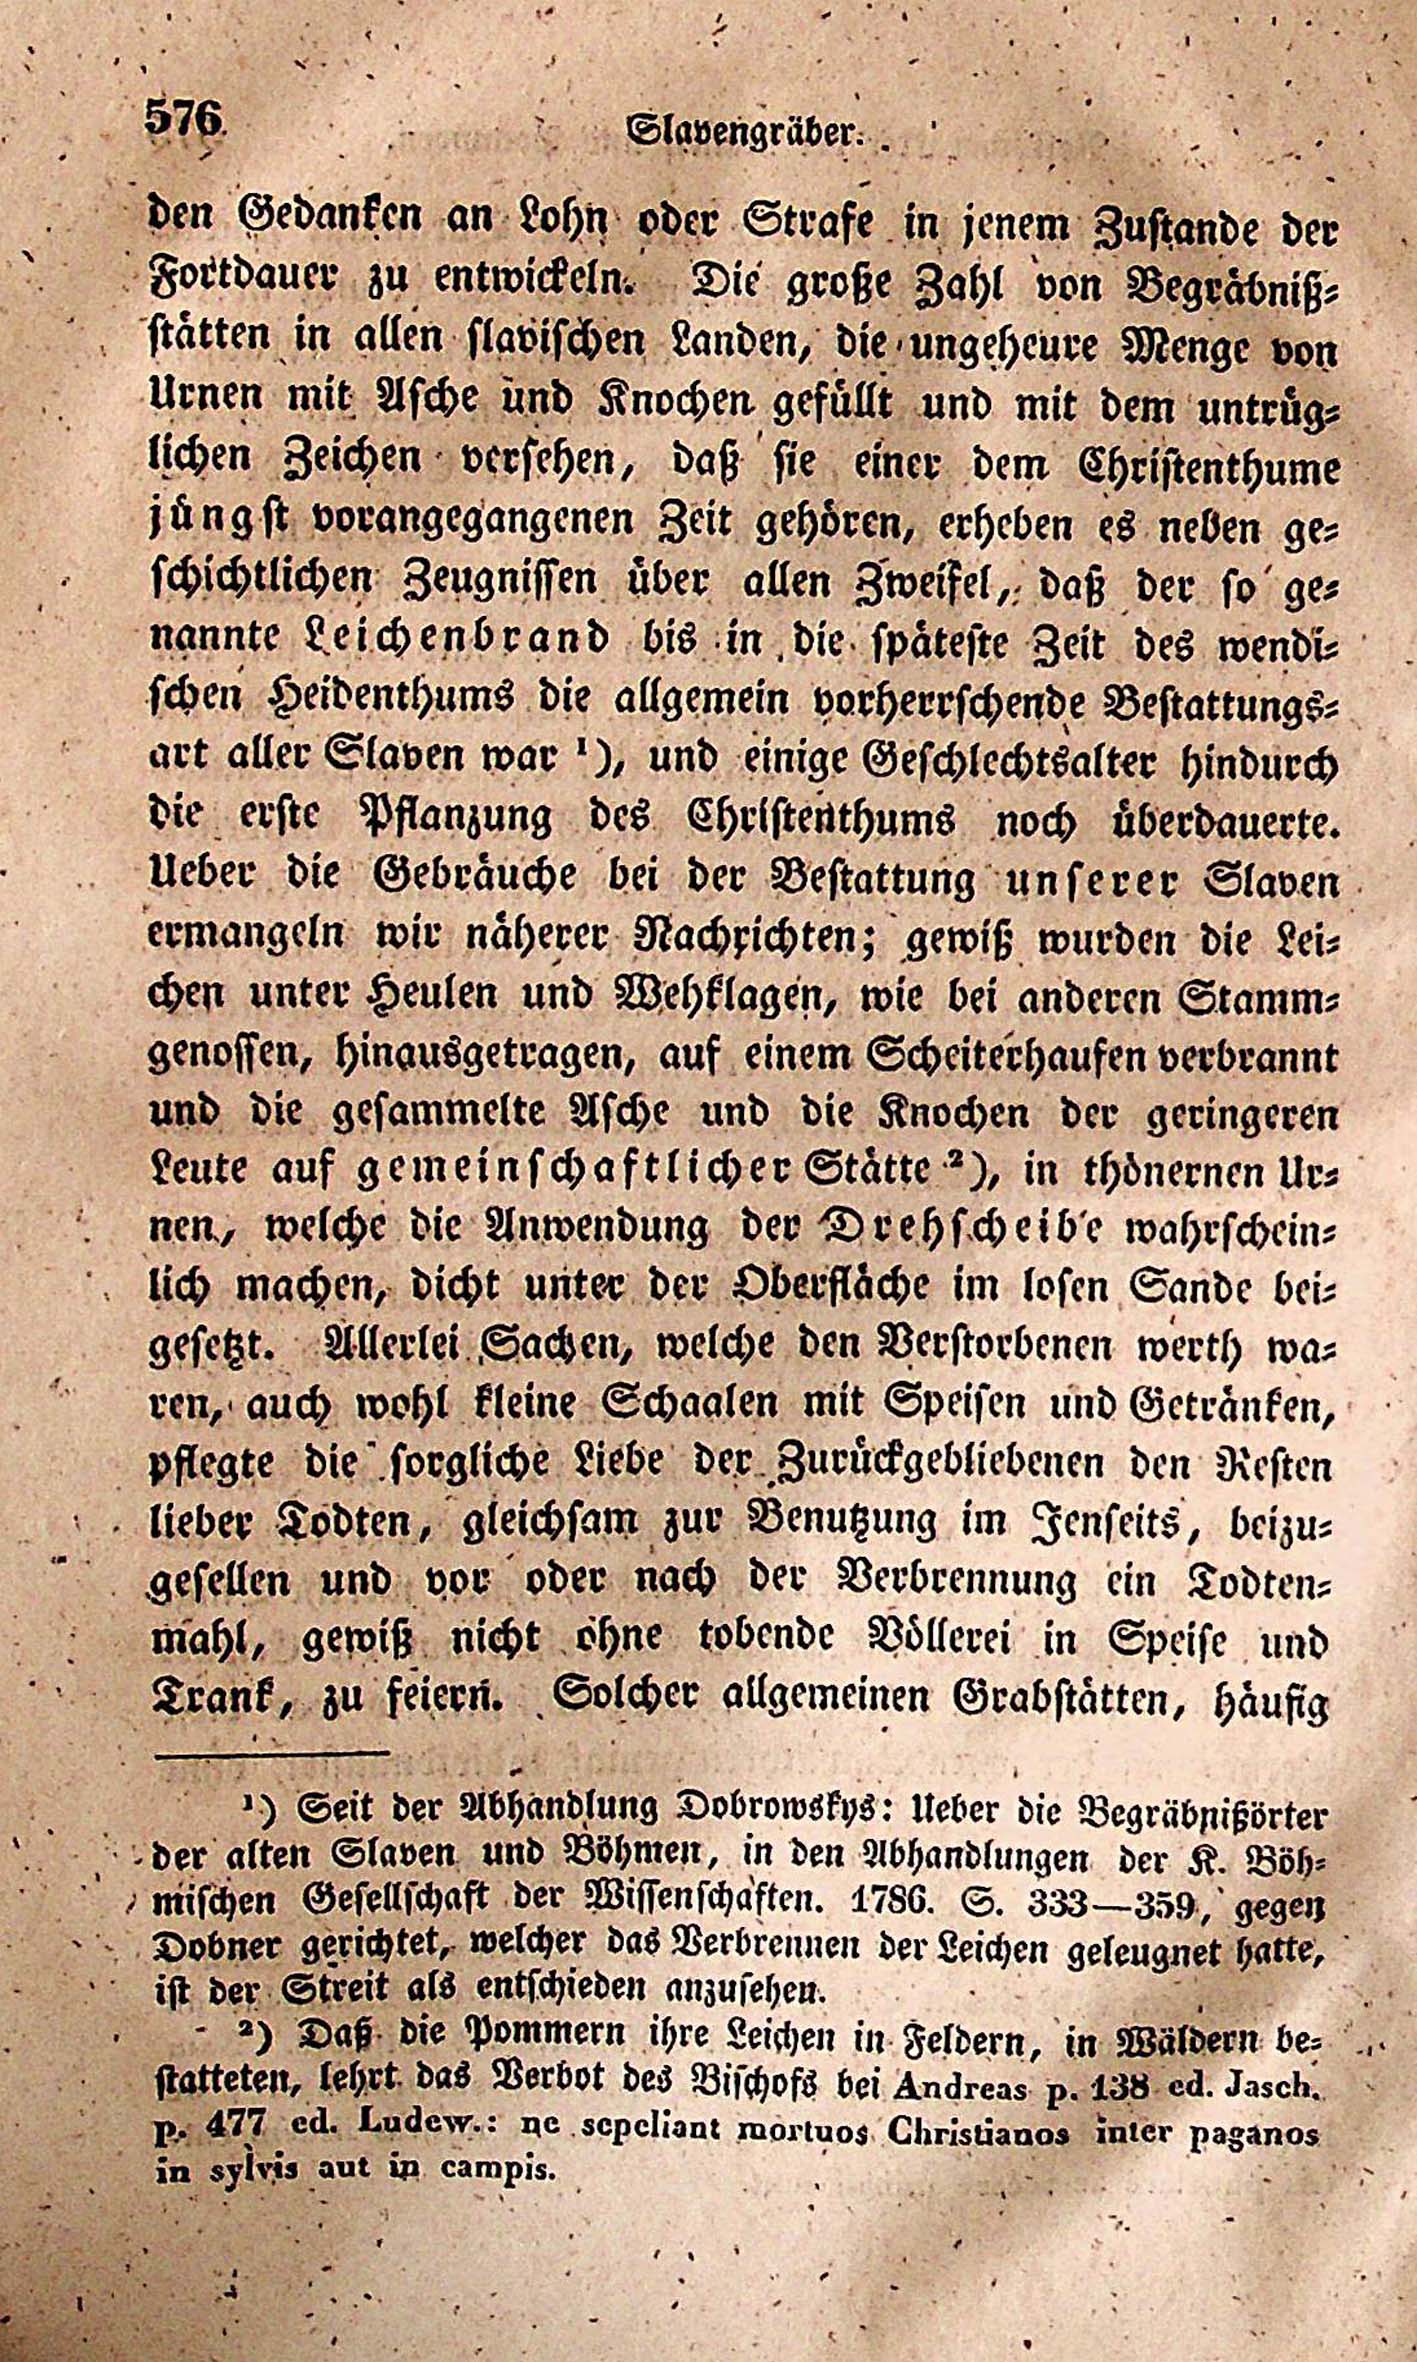 576
Slavengräber.
den Gedanken an Lohn oder Strafe in jenem Zustande der
Fortdauer zu entwickeln. Die große Zahl von Begräbniß-
stätten in allen slavischen Landen, die ungeheure Menge von
Urnen mit Asche und Knochen gefüllt und mit dem untrüg-
lichen Zeichen versehen, daß sie einer dem Christenthume
jüngst vorangegangenen Zeit gehören, erheben es neben ge-
schichtlichen Zeugnissen über allen Zweifel, daß der so ge-
nannte Leichenbrand bis in die späteste Zeit des wendi-
schen Heidenthums die allgemein vorherrschende Bestattungs-
art aller Slaven war ¹), und einige Geschlechtsalter hindurch
die erste Pflanzung des Christenthums noch überdauerte.
Ueber die Gebräuche bei der Bestattung unserer Slaven
ermangeln wir näherer Nachrichten; gewiß wurden die Lei-
chen unter Heulen und Wehklagen, wie bei anderen Stamm-
genossen, hinausgetragen, auf einem Scheiterhaufen verbrannt
und die gesammelte Asche und die Knochen der geringeren
Leute auf gemeinschaftlicher Stätte ²), in thönernen Ur-
nen, welche die Anwendung der Drehscheibe wahrschein-
lich machen, dicht unter der Oberfläche im losen Sande bei-
gesetzt. Allerlei Sachen, welche den Verstorbenen werth wa-
ren, auch wohl kleine Schaalen mit Speisen und Getränken,
pflegte die sorgliche Liebe der Zurückgebliebenen den Resten
lieber Todten, gleichsam zur Benutzung im Jenseits, beizu-
gesellen und vor oder nach der Verbrennung ein Todten-
mahl, gewiß nicht ohne tobende Völlerei in Speise und
Trank, zu feiern. Solcher allgemeinen Grabstätten, häufig
¹) Seit der Abhandlung Dobrowskys: Ueber die Begräbnißörter
der alten Slaven und Böhmen, in den Abhandlungen der K. Böh-
mischen Gesellschaft der Wissenschaften. 1786. S. 333—359, gegen
Dobner gerichtet, welcher das Verbrennen der Leichen geleugnet hatte,
ist der Streit als entschieden anzusehen.
²) Daß die Pommern ihre Leichen in Feldern, in Wäldern be-
statteten, lehrt das Verbot des Bischofs bei Andreas p. 138 ed. Jasch.
p. 477 ed. Ludew.: ne sepeliant mortuos Christianos inter paganos
in sylvis aut in campis.